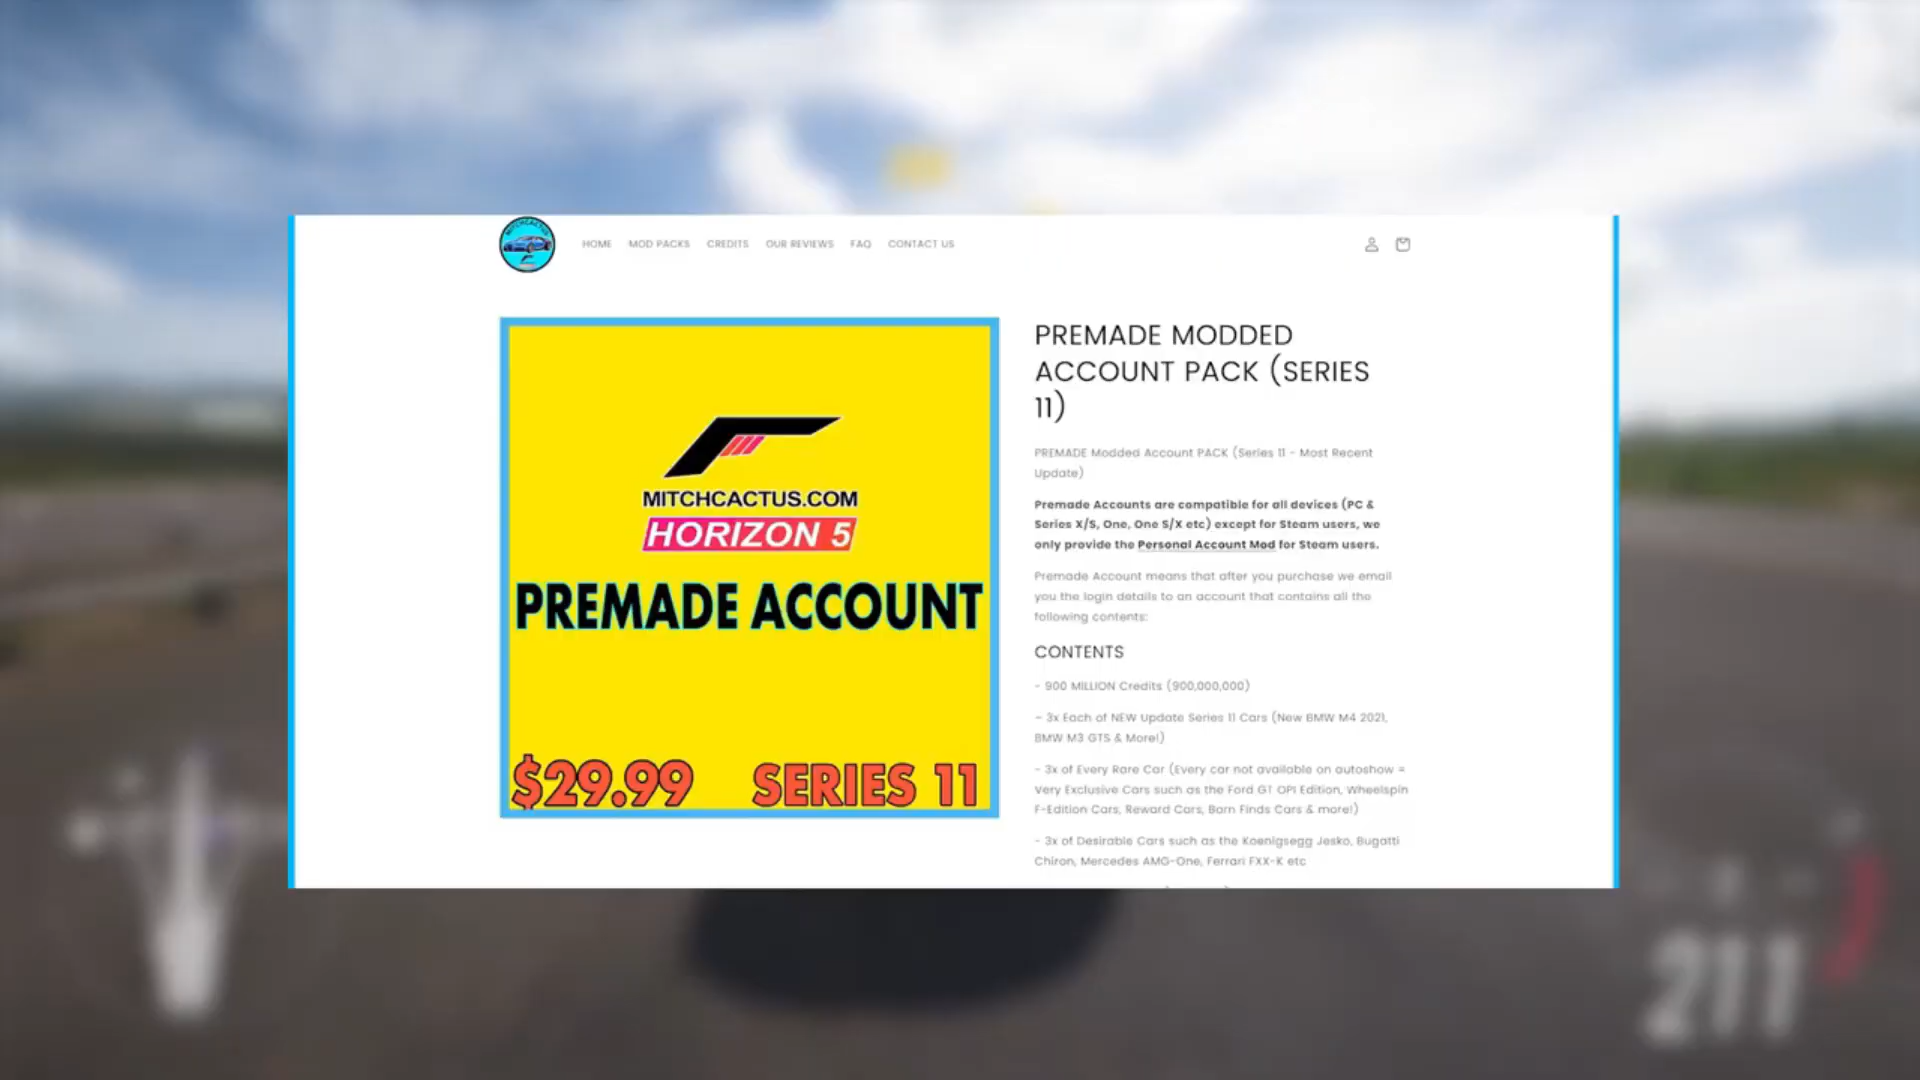 MITCHCACTUS
HOME MOD PACKS CREDITS OUR REVIEWS FAQ CONTACT US
MITCHCACTUS.COM
HORIZON 5
PREMADE ACCOUNT
$29.99 SERIES 11
PREMADE MODDED
ACCOUNT PACK (SERIES
11)
PREMADE Modded Account PACK (Series 11 - Most Recent
Update)
Premade Accounts are compatible for all devices (PC &
Series X/S, One, One S/X etc) except for Steam users, we
only provide the Personal Account Mod for Steam users.
Premade Account means that after you purchase we email
you the login details to an account that contains all the
following contents:
CONTENTS
- 900 MILLION Credits (900,000,000)
- 3x Each of NEW Update Series 11 Cars (New BMW M4 2021,
BMW M3 GTS & More!)
- 3x of Every Rare Car (Every car not available on autoshow =
Very Exclusive Cars such as the Ford GT OPI Edition, Wheelspin
F-Edition Cars, Reward Cars, Barn Finds Cars & more!)
- 3x of Desirable Cars such as the Koenigsegg Jesko, Bugatti
Chiron, Mercedes AMG-One, Ferrari FXX-K etc
211